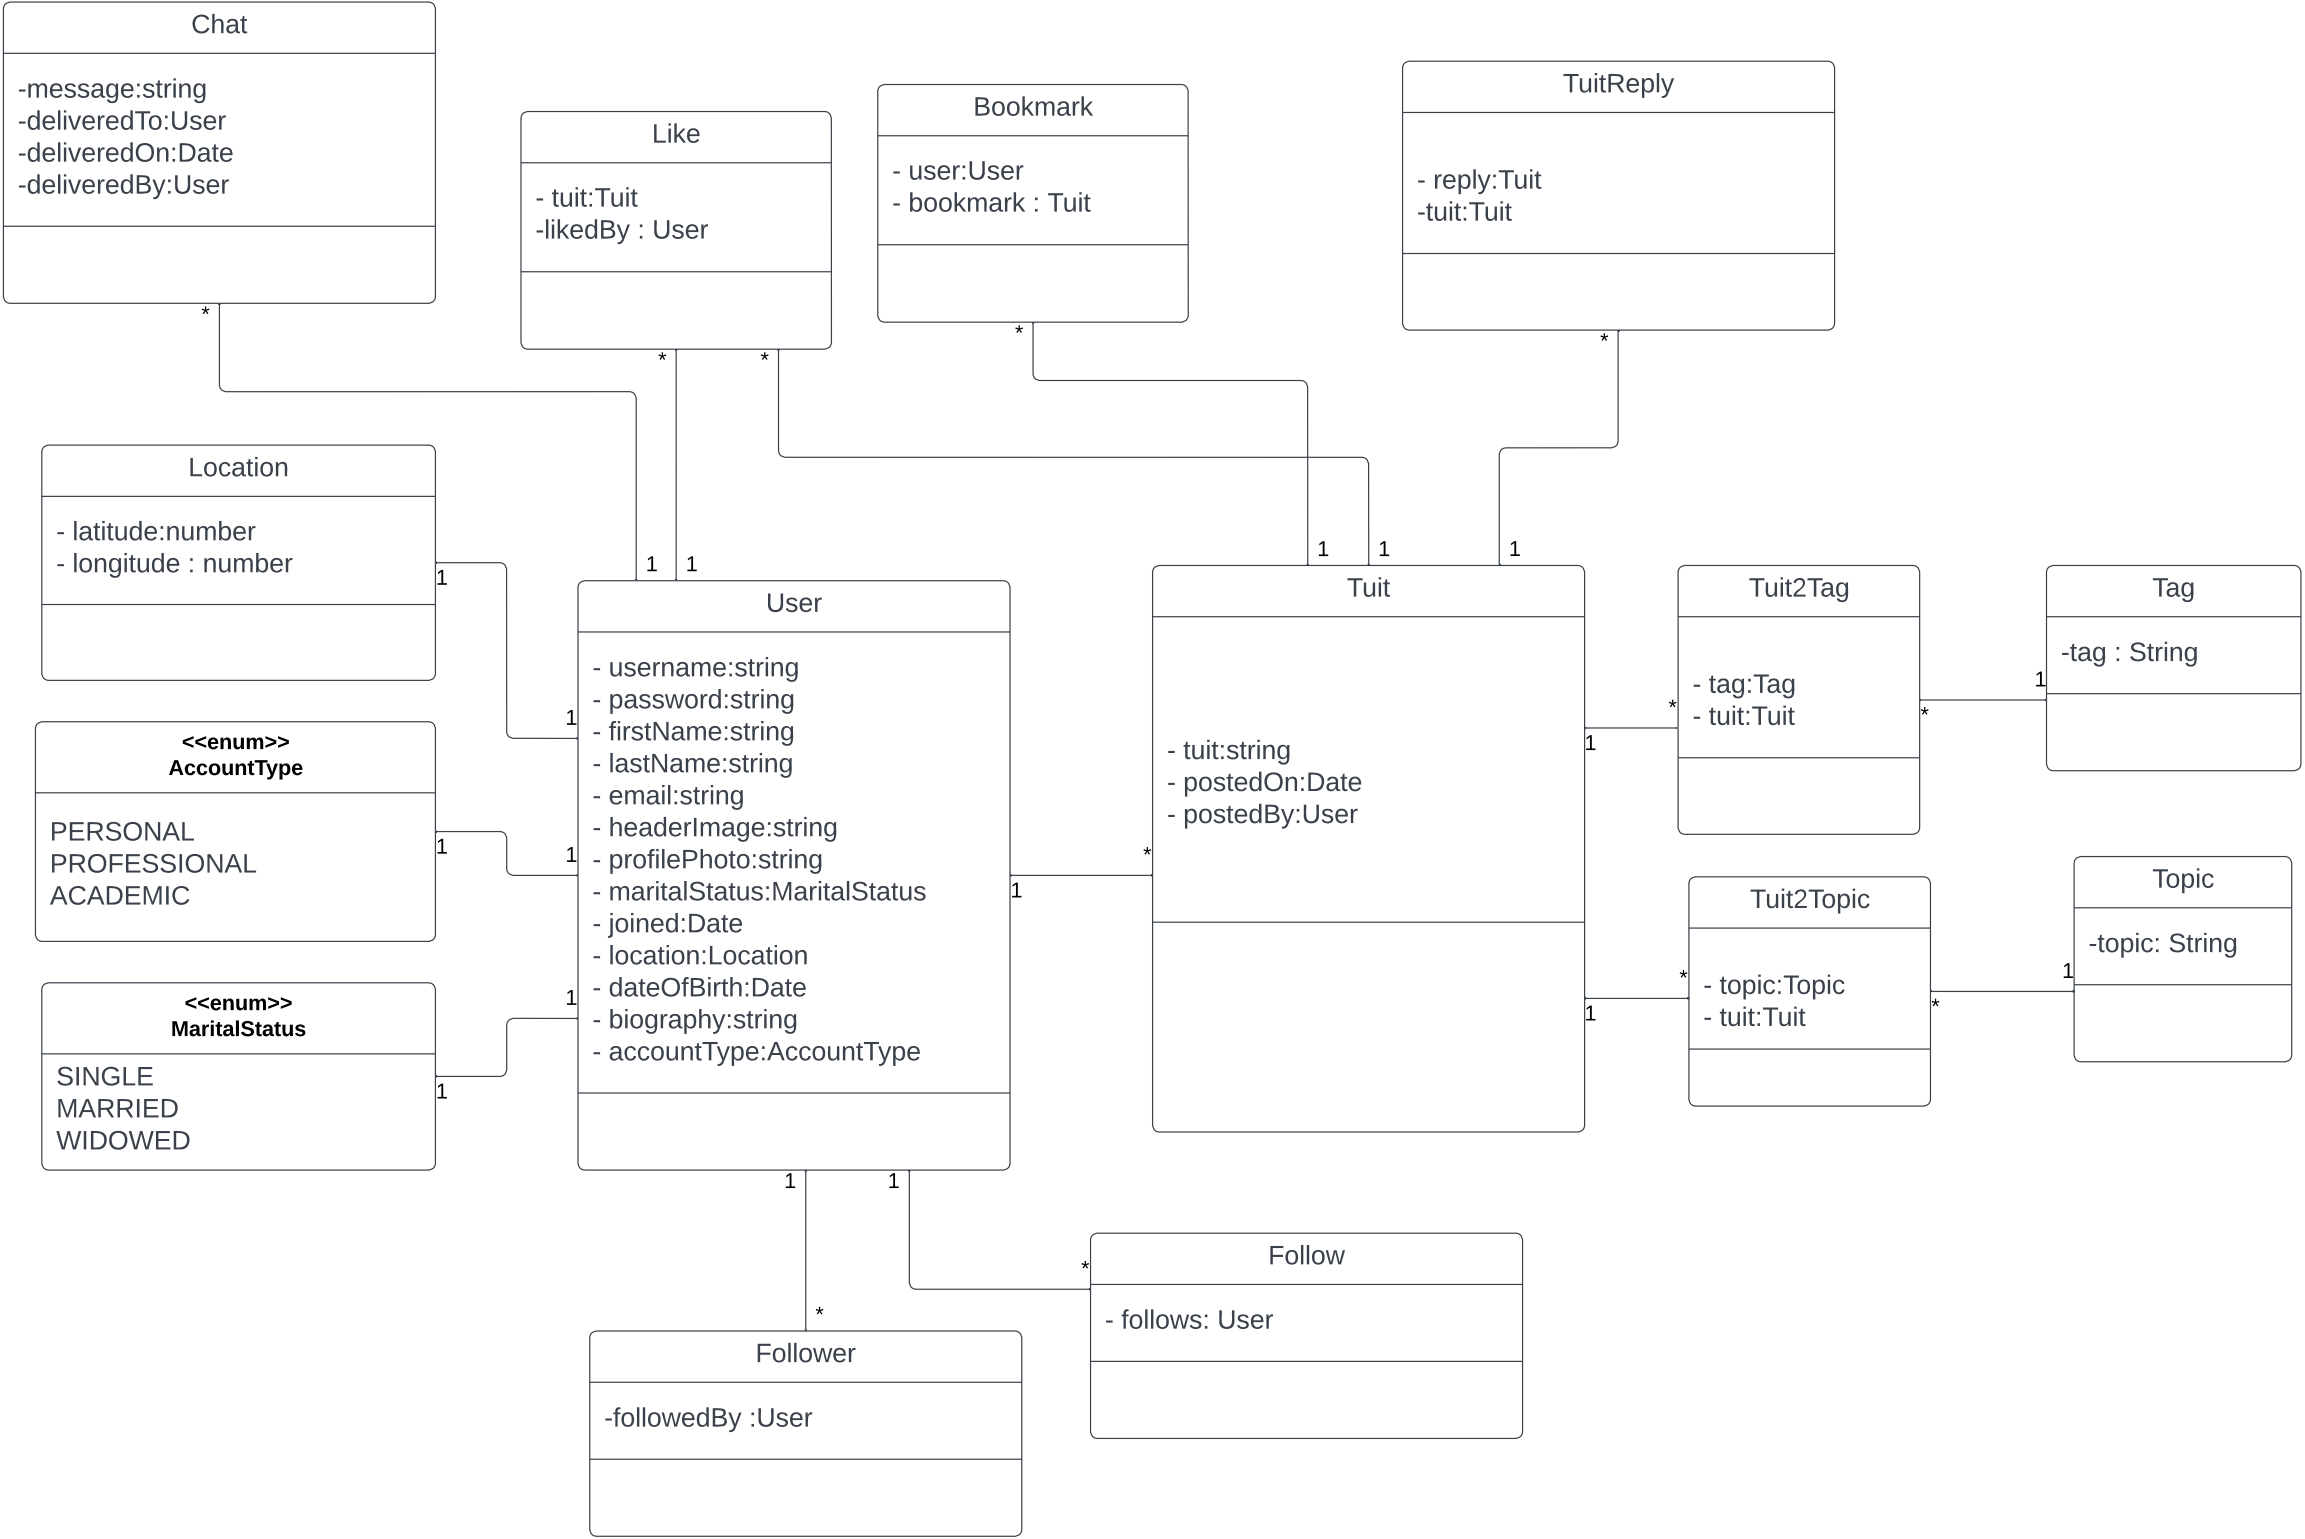 Chat
-message:string
-deliveredTo:User
-deliveredOn:Date
-deliveredBy:User
*
Like
- tuit:Tuit
-likedBy : User
*
*
Bookmark
- user:User
- bookmark : Tuit
*
TuitReply
- reply:Tuit
-tuit:Tuit
*
Location
- latitude:number
- longitude : number
1
1
<<enum>>
AccountType
PERSONAL
PROFESSIONAL
ACADEMIC
1
1
<<enum>>
MaritalStatus
SINGLE
MARRIED
WIDOWED
1
1
1
1
User
- username:string
- password:string
- firstName:string
- lastName:string
- email:string
- headerImage:string
- profilePhoto:string
- maritalStatus:MaritalStatus
- joined:Date
- location:Location
- dateOfBirth:Date
- biography:string
- accountType:AccountType
1
*
1
1
1
Tuit
- tuit:string
- postedOn:Date
- postedBy:User
1
*
Tuit2Tag
- tag:Tag
- tuit:Tuit
*
1
Tag
-tag : String
1
*
Tuit2Topic
- topic:Topic
- tuit:Tuit
*
1
Topic
-topic: String
1
1
*
Follow
- follows: User
*
Follower
-followedBy :User